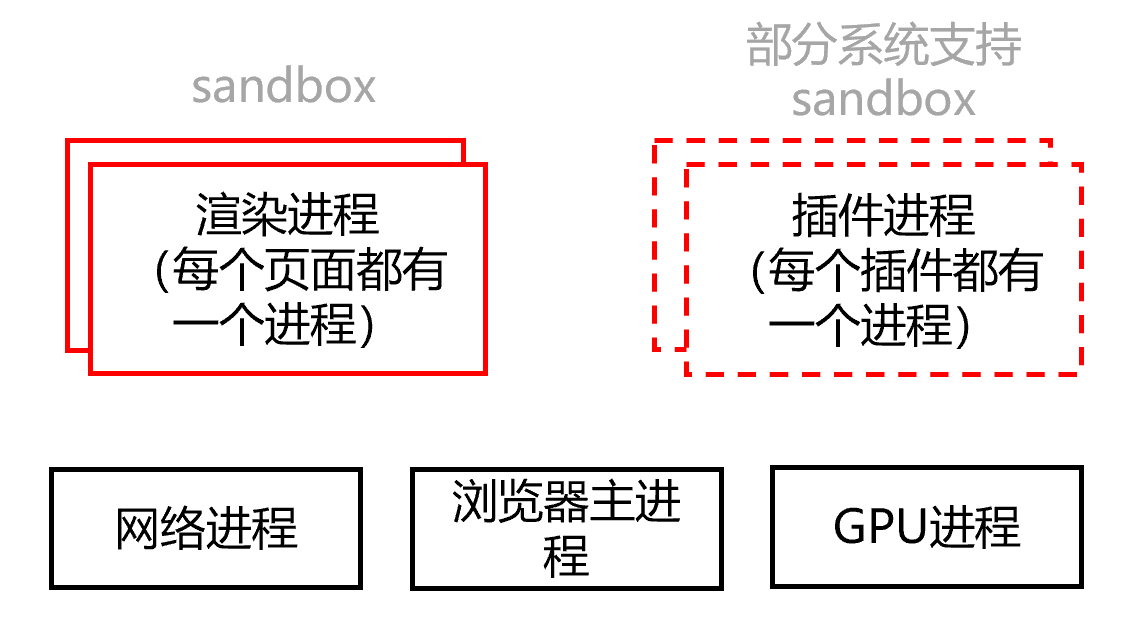 sandbox
部分系统支持
sandbox
渲染进程
（每个页面都有
一个进程）
插件进程
（每个插件都有
一个进程）
网络进程
浏览器主进
程
GPU进程